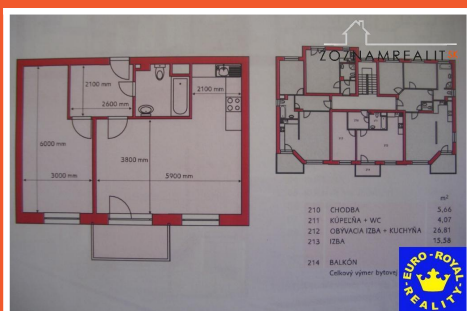 ZOZNAMREALIT
2100 mm
2600 mm
2100 mm
6000 mm
3800 mm
3000 mm
5900 mm
m²
210 CHODBA 5,66
211 KÚPEĽŇA + WC 4,07
212 OBÝVACIA IZBA + KUCHYŇA 26,81
213 IZBA 15,58
214 BALKÓN
Celkový výmer bytovej
EURO-ROYAL
REALITY